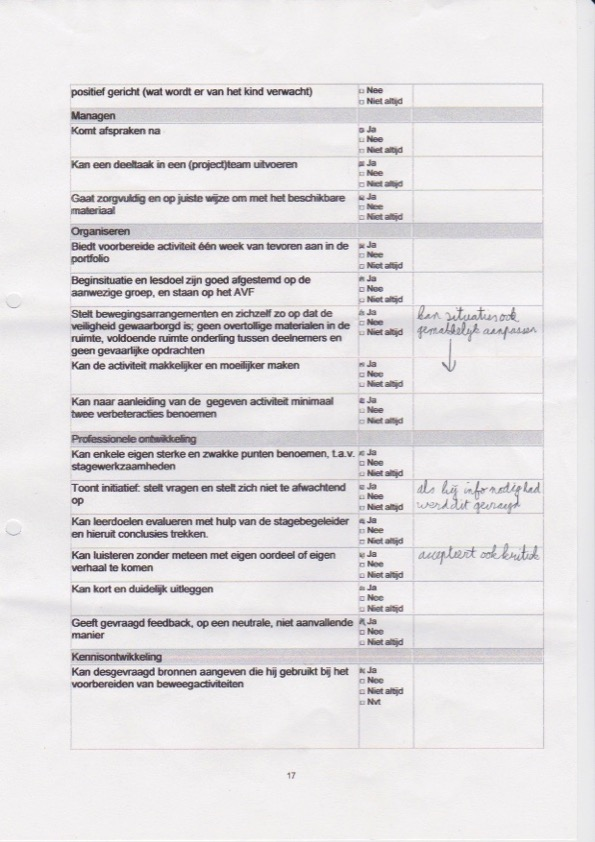 positief gericht (wat wordt er van het kind verwacht)
□ Nee
□ Niet altijd
Managen
Komt afspraken na
Ja
□ Nee
□ Niet altijd
Kan een deeltaak in een (project)team uitvoeren
Ja
□ Nee
□ Niet altijd
Gaat zorgvuldig en op juiste wijze om met het beschikbare
materiaal
Ja
□ Nee
□ Niet altijd
Organiseren
Biedt voorbereide activiteit één week van tevoren aan in de
portfolio
Ja
□ Nee
□ Niet altijd
Beginsituatie en lesdoel zijn goed afgestemd op de
aanwezige groep, en staan op het AVF
Ja
□ Nee
□ Niet altijd
Stelt bewegingsarrangementen en zichzelf zo op dat de
veiligheid gewaarborgd is; geen overtollige materialen in de
ruimte, voldoende ruimte onderling tussen deelnemers en
geen gevaarlijke opdrachten
Ja
□ Nee
□ Niet altijd
kan situaties ook
gemakkelijk aanpassen
Kan de activiteit makkelijker en moeilijker maken
Ja
□ Nee
□ Niet altijd
Kan naar aanleiding van de gegeven activiteit minimaal
twee verbeteracties benoemen
Ja
□ Nee
□ Niet altijd
Professionele ontwikkeling
Kan enkele eigen sterke en zwakke punten benoemen, t.a.v.
stagewerkzaamheden
Ja
□ Nee
□ Niet altijd
Toont initiatief: stelt vragen en stelt zich niet te afwachtend
op
Ja
□ Nee
□ Niet altijd
als hij info nodig had
werd dit gevraagd
Kan leerdoelen evalueren met hulp van de stagebegeleider
en hieruit conclusies trekken.
Ja
□ Nee
□ Niet altijd
Kan luisteren zonder meteen met eigen oordeel of eigen
verhaal te komen
Ja
□ Nee
□ Niet altijd
accepteert ook kritiek
Kan kort en duidelijk uitleggen
Ja
□ Nee
□ Niet altijd
Geeft gevraagd feedback, op een neutrale, niet aanvallende
manier
Ja
□ Nee
□ Niet altijd
Kennisontwikkeling
Kan desgevraagd bronnen aangeven die hij gebruikt bij het
voorbereiden van beweegactiviteiten
Ja
□ Nee
□ Niet altijd
□ Nvt
17